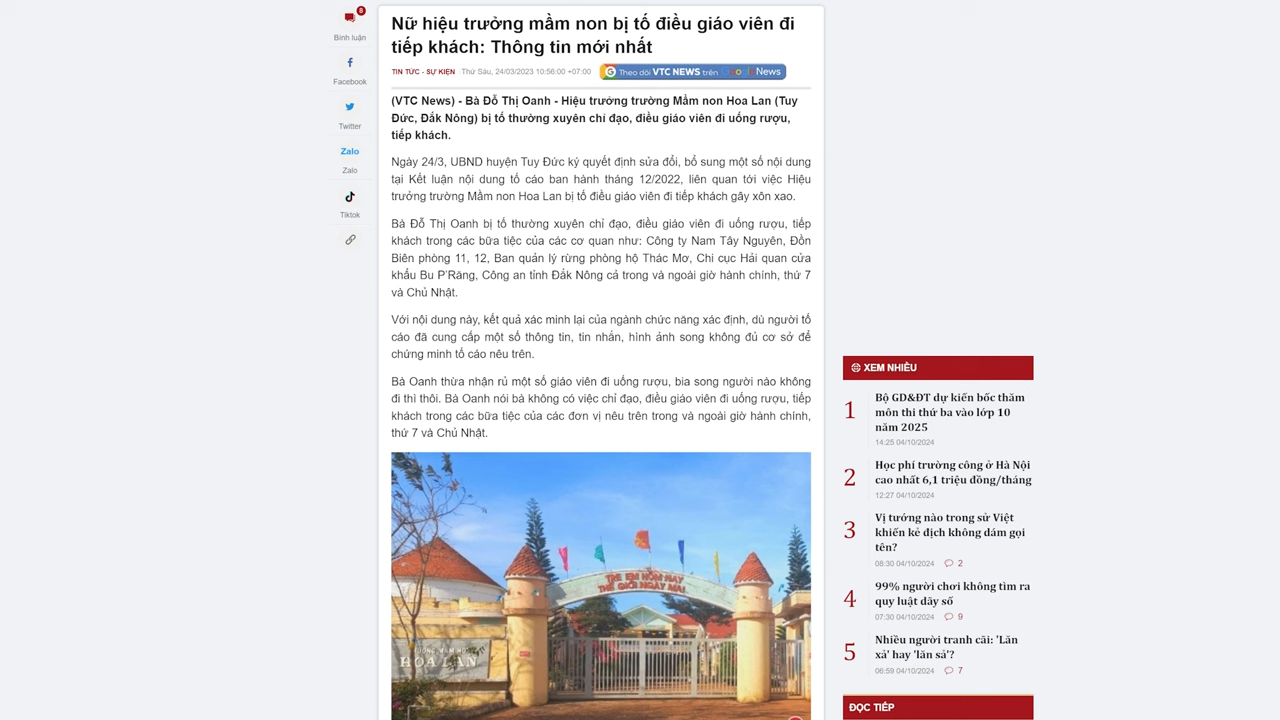 8
Bình luận
Facebook
Twitter
Zalo
Zalo
Tiktok
Nữ hiệu trưởng mầm non bị tố điều giáo viên đi
tiếp khách: Thông tin mới nhất
TIN TỨC - SỰ KIỆN Thứ Sáu, 24/03/2023 10:56:00 +07:00 Theo dõi VTC NEWS trên Google News
(VTC News) - Bà Đỗ Thị Oanh - Hiệu trưởng trường Mầm non Hoa Lan (Tuy
Đức, Đắk Nông) bị tố thường xuyên chỉ đạo, điều giáo viên đi uống rượu,
tiếp khách.
Ngày 24/3, UBND huyện Tuy Đức ký quyết định sửa đổi, bổ sung một số nội dung
tại Kết luận nội dung tố cáo ban hành tháng 12/2022, liên quan tới việc Hiệu
trưởng trường Mầm non Hoa Lan bị tố điều giáo viên đi tiếp khách gây xôn xao.
Bà Đỗ Thị Oanh bị tố thường xuyên chỉ đạo, điều giáo viên đi uống rượu, tiếp
khách trong các bữa tiệc của các cơ quan như: Công ty Nam Tây Nguyên, Đồn
Biên phòng 11, 12, Ban quản lý rừng phòng hộ Thác Mơ, Chi cục Hải quan cửa
khẩu Bu P'Răng, Công an tỉnh Đắk Nông cả trong và ngoài giờ hành chính, thứ 7
và Chủ Nhật.
Với nội dung này, kết quả xác minh lại của ngành chức năng xác định, dù người tố
cáo đã cung cấp một số thông tin, tin nhắn, hình ảnh song không đủ cơ sở để
chứng minh tố cáo nêu trên.
Bà Oanh thừa nhận rủ một số giáo viên đi uống rượu, bia song người nào không
đi thì thôi. Bà Oanh nói bà không có việc chỉ đạo, điều giáo viên đi uống rượu, tiếp
khách trong các bữa tiệc của các đơn vị nêu trên trong và ngoài giờ hành chính,
thứ 7 và Chủ Nhật.
TRẺ EM HÔM NAY
THẾ GIỚI NGÀY MAI
TRƯỜNG MẦM NON
HOA LAN
XEM NHIỀU
1 Bộ GD&ĐT dự kiến bốc thăm
môn thi thứ ba vào lớp 10
năm 2025
14:25 04/10/2024
2 Học phí trường công ở Hà Nội
cao nhất 6,1 triệu đồng/tháng
12:27 04/10/2024
3 Vị tướng nào trong sử Việt
khiến kẻ địch không dám gọi
tên?
08:30 04/10/2024 2
4 99% người chơi không tìm ra
quy luật dãy số
07:30 04/10/2024 9
5 Nhiều người tranh cãi: 'Lăn
xả' hay 'lăn sả'?
06:59 04/10/2024 7
ĐỌC TIẾP